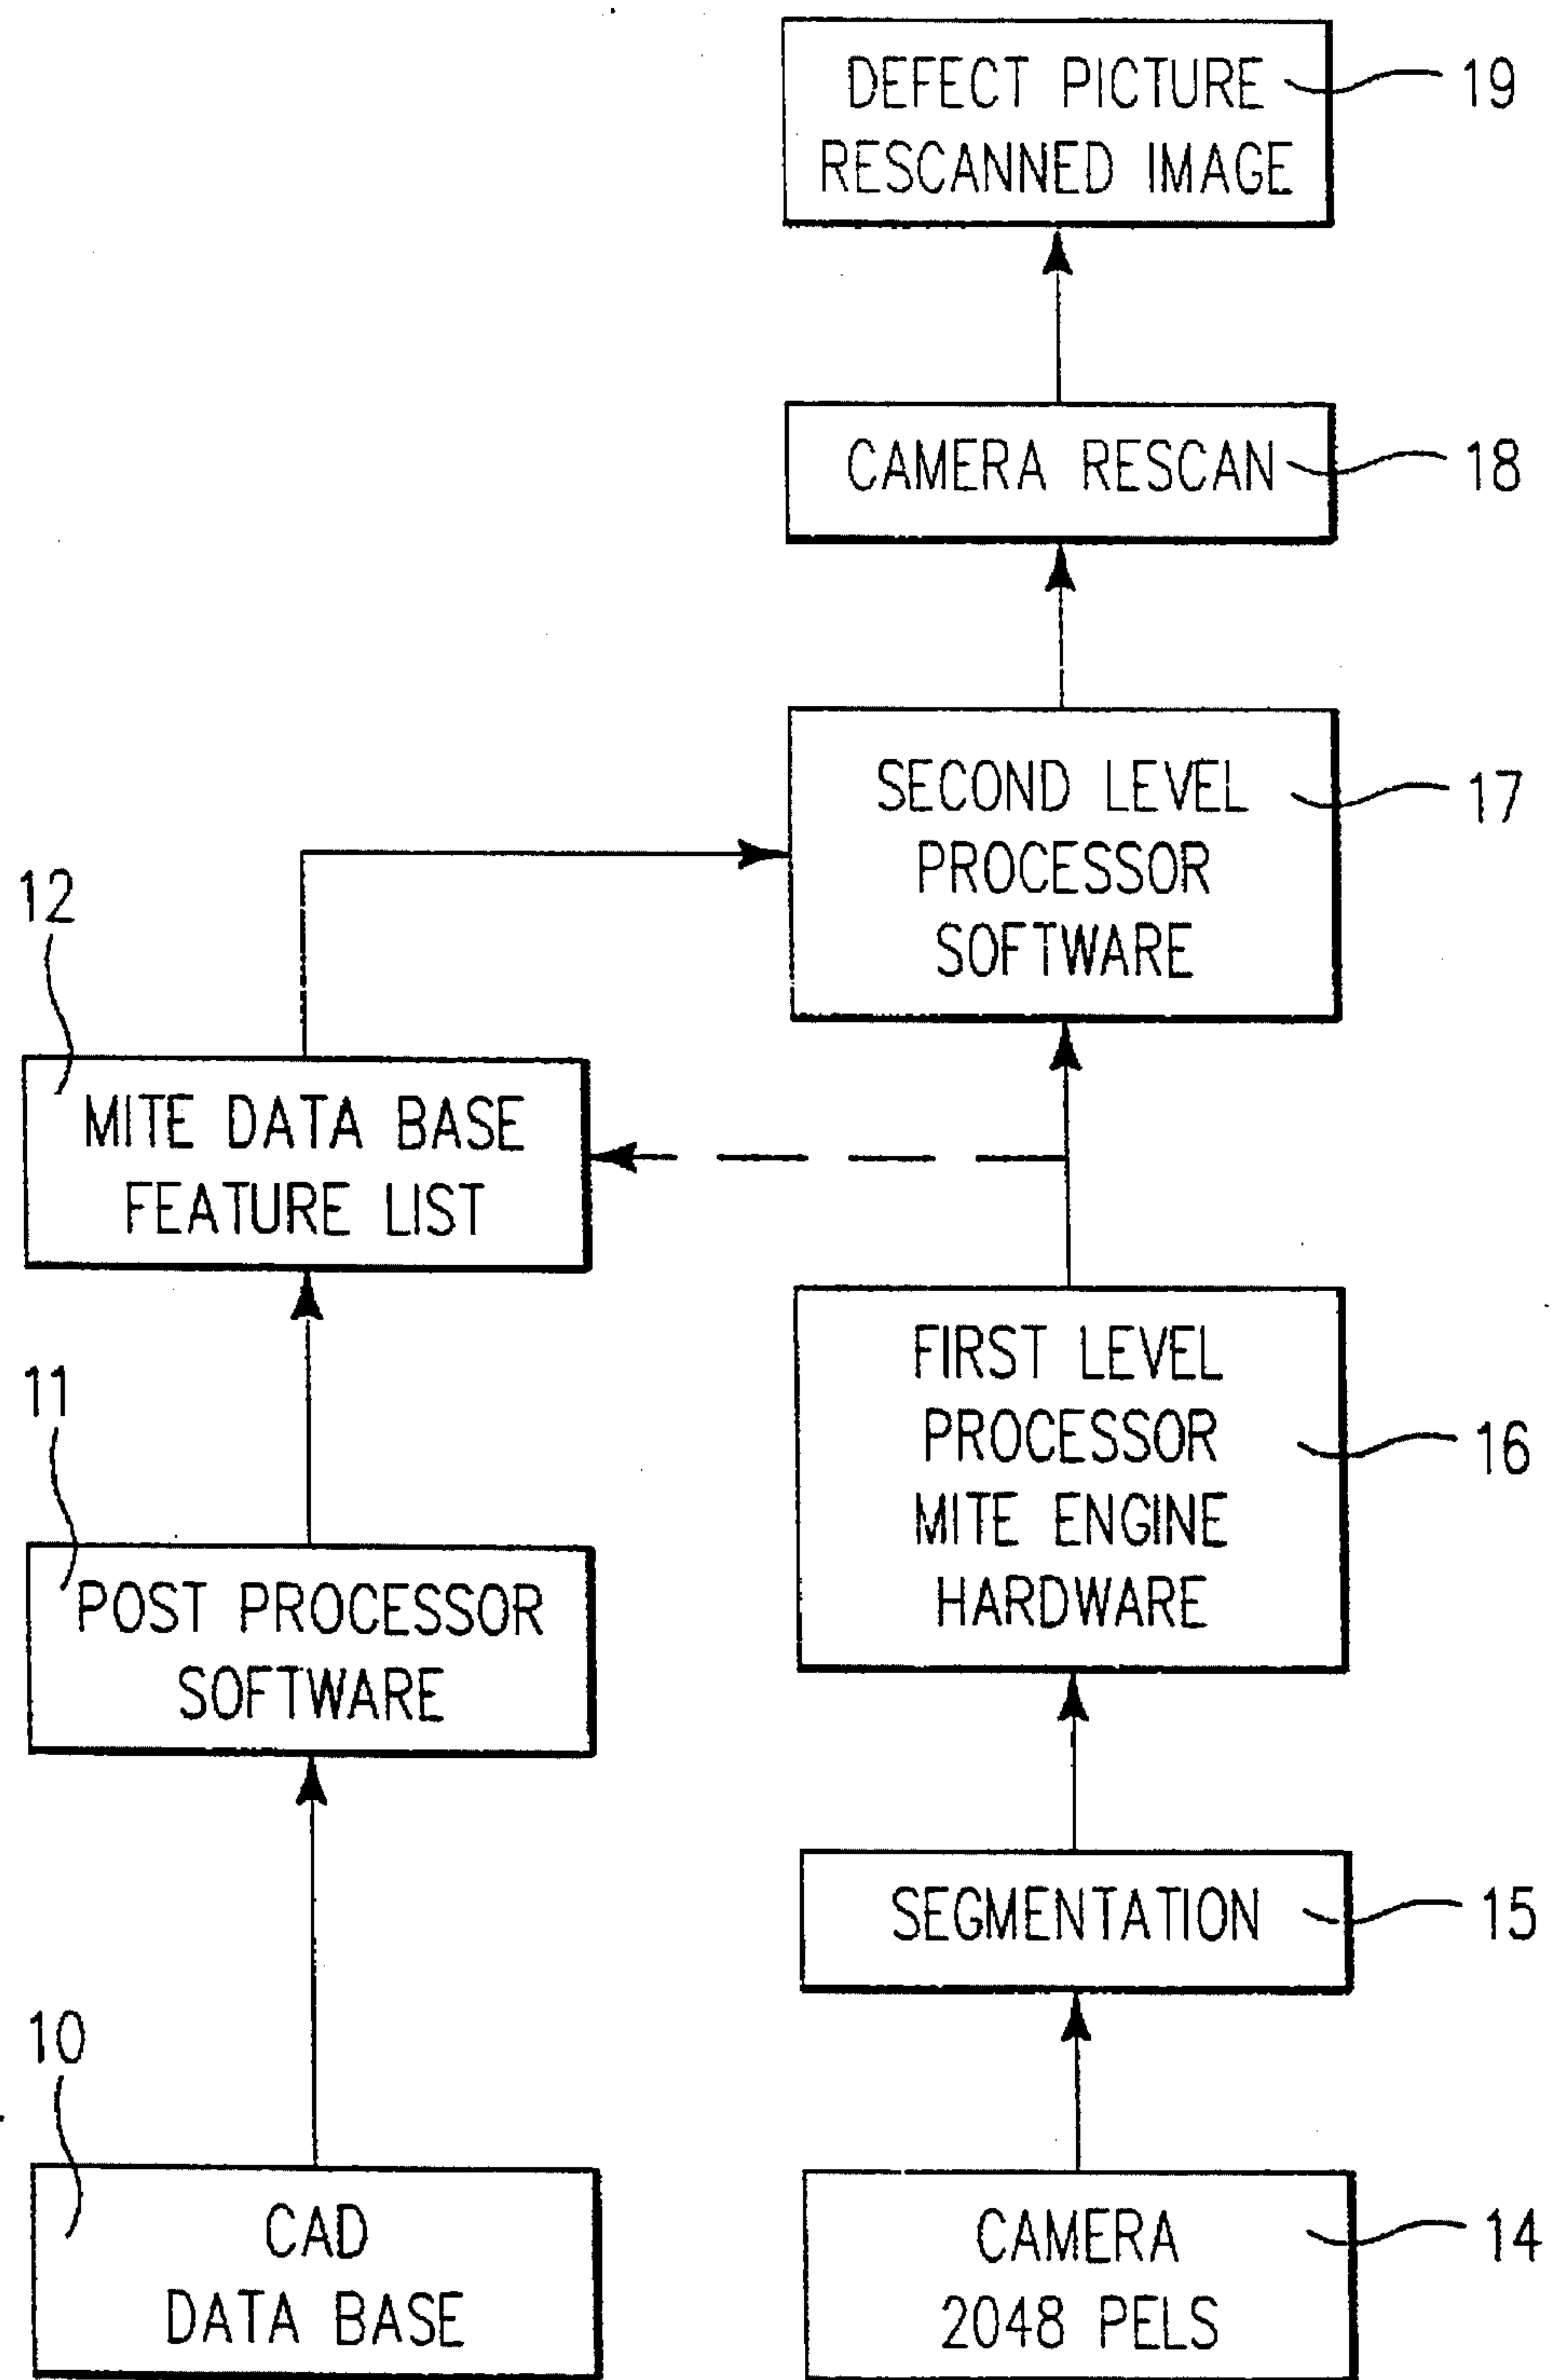 DEFECT PICTURE
RESCANNED IMAGE
19
CAMERA RESCAN
18
SECOND LEVEL
PROCESSOR
SOFTWARE
17
12
MITE DATA BASE
FEATURE LIST
FIRST LEVEL
PROCESSOR
MITE ENGINE
HARDWARE
16
11
POST PROCESSOR
SOFTWARE
SEGMENTATION
15
10
CAD
DATA BASE
CAMERA
2048 PELS
14